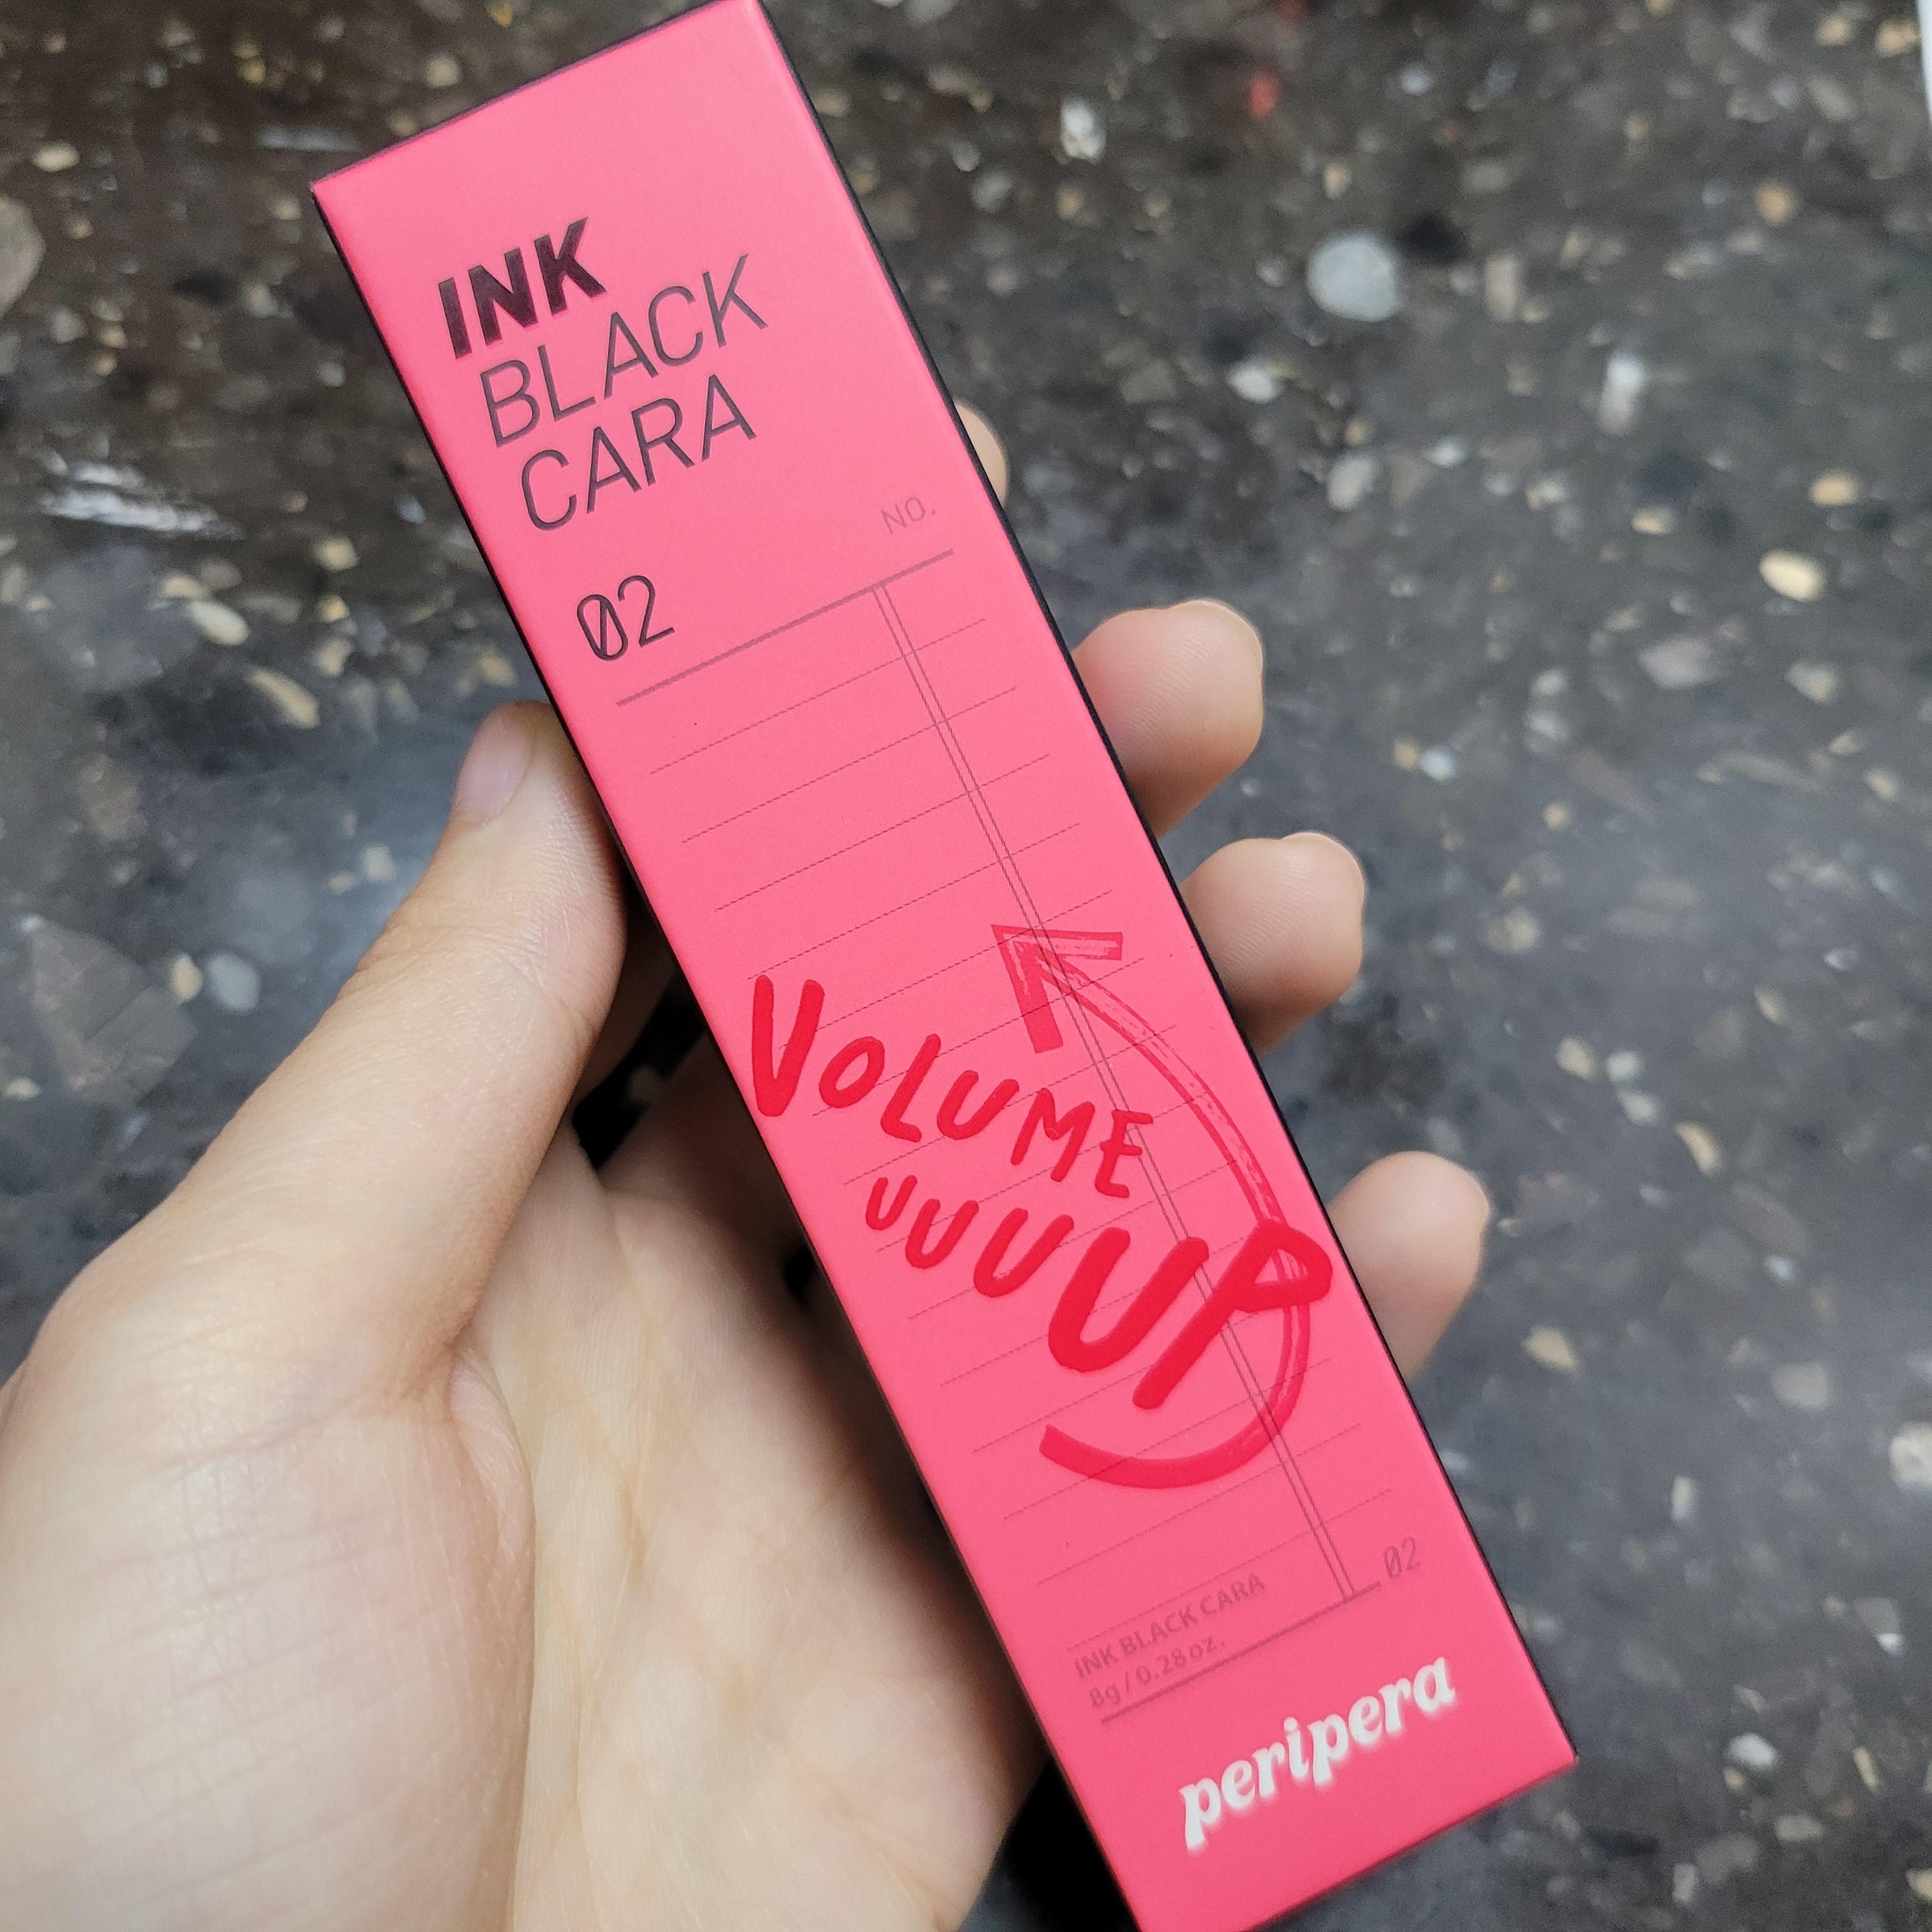 INK
BLACK
CARA
NO.
02
VOLUME
UUUUP
02
INK BLACK CARA
8g / 0.28 oz.
peripera